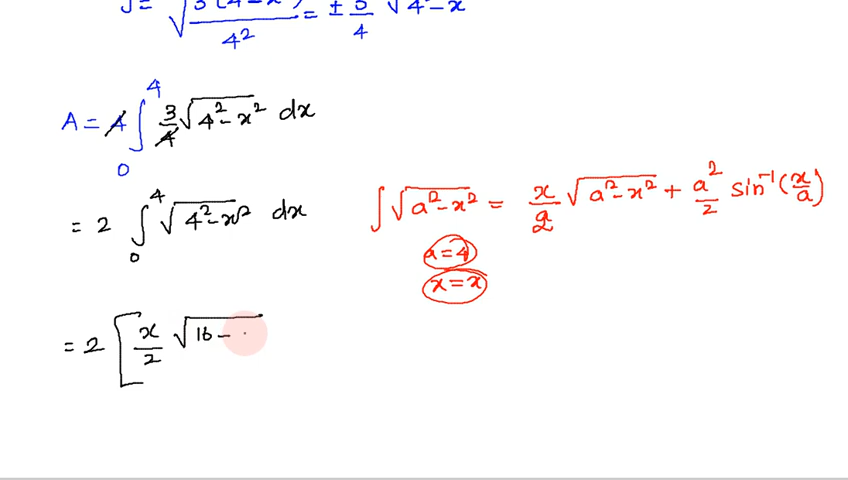 y = √(3²(4²-x²)/4²) = ± 3/4 √4²-x
A = 4 ∫₀⁴ 3/4 √4²-x² dx
= 2 ∫₀⁴ √4²-x² dx
∫ √a²-x² = x/2 √a²-x² + a²/2 sin⁻¹(x/a)
a=4
x=x
= 2 [ x/2 √16-